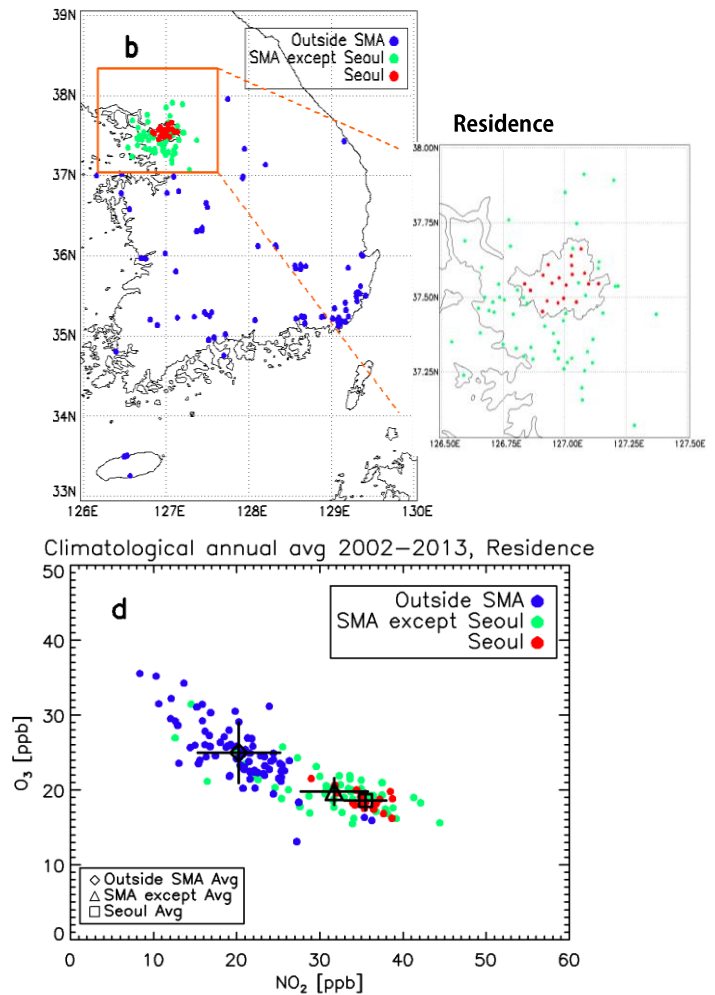 b
Outside SMA
SMA except Seoul
Seoul
39N
38N
37N
36N
35N
34N
33N
126E 127E 128E 129E 130E
Residence
38.00N
37.75N
37.50N
37.25N
126.50E 126.75E 127.00E 127.25E 127.50E
Climatological annual avg 2002–2013, Residence
d
Outside SMA
SMA except Seoul
Seoul
50
40
30
20
10
0
O3 [ppb]
Outside SMA Avg
SMA except Avg
Seoul Avg
0 10 20 30 40 50 60
NO2 [ppb]